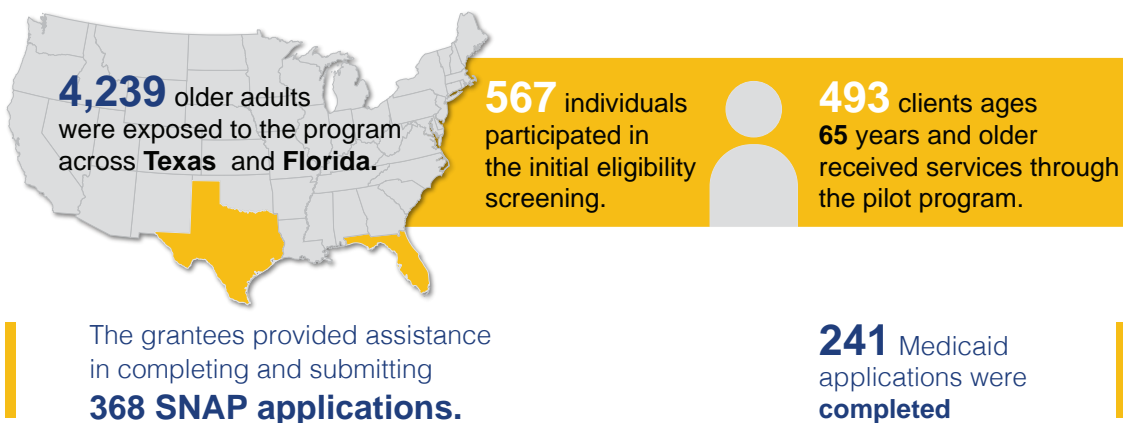 4,239 older adults
were exposed to the program
across Texas and Florida.
567 individuals
participated in
the initial eligibility
screening.
493 clients ages
65 years and older
received services through
the pilot program.
The grantees provided assistance
in completing and submitting
368 SNAP applications.
241 Medicaid
applications were
completed